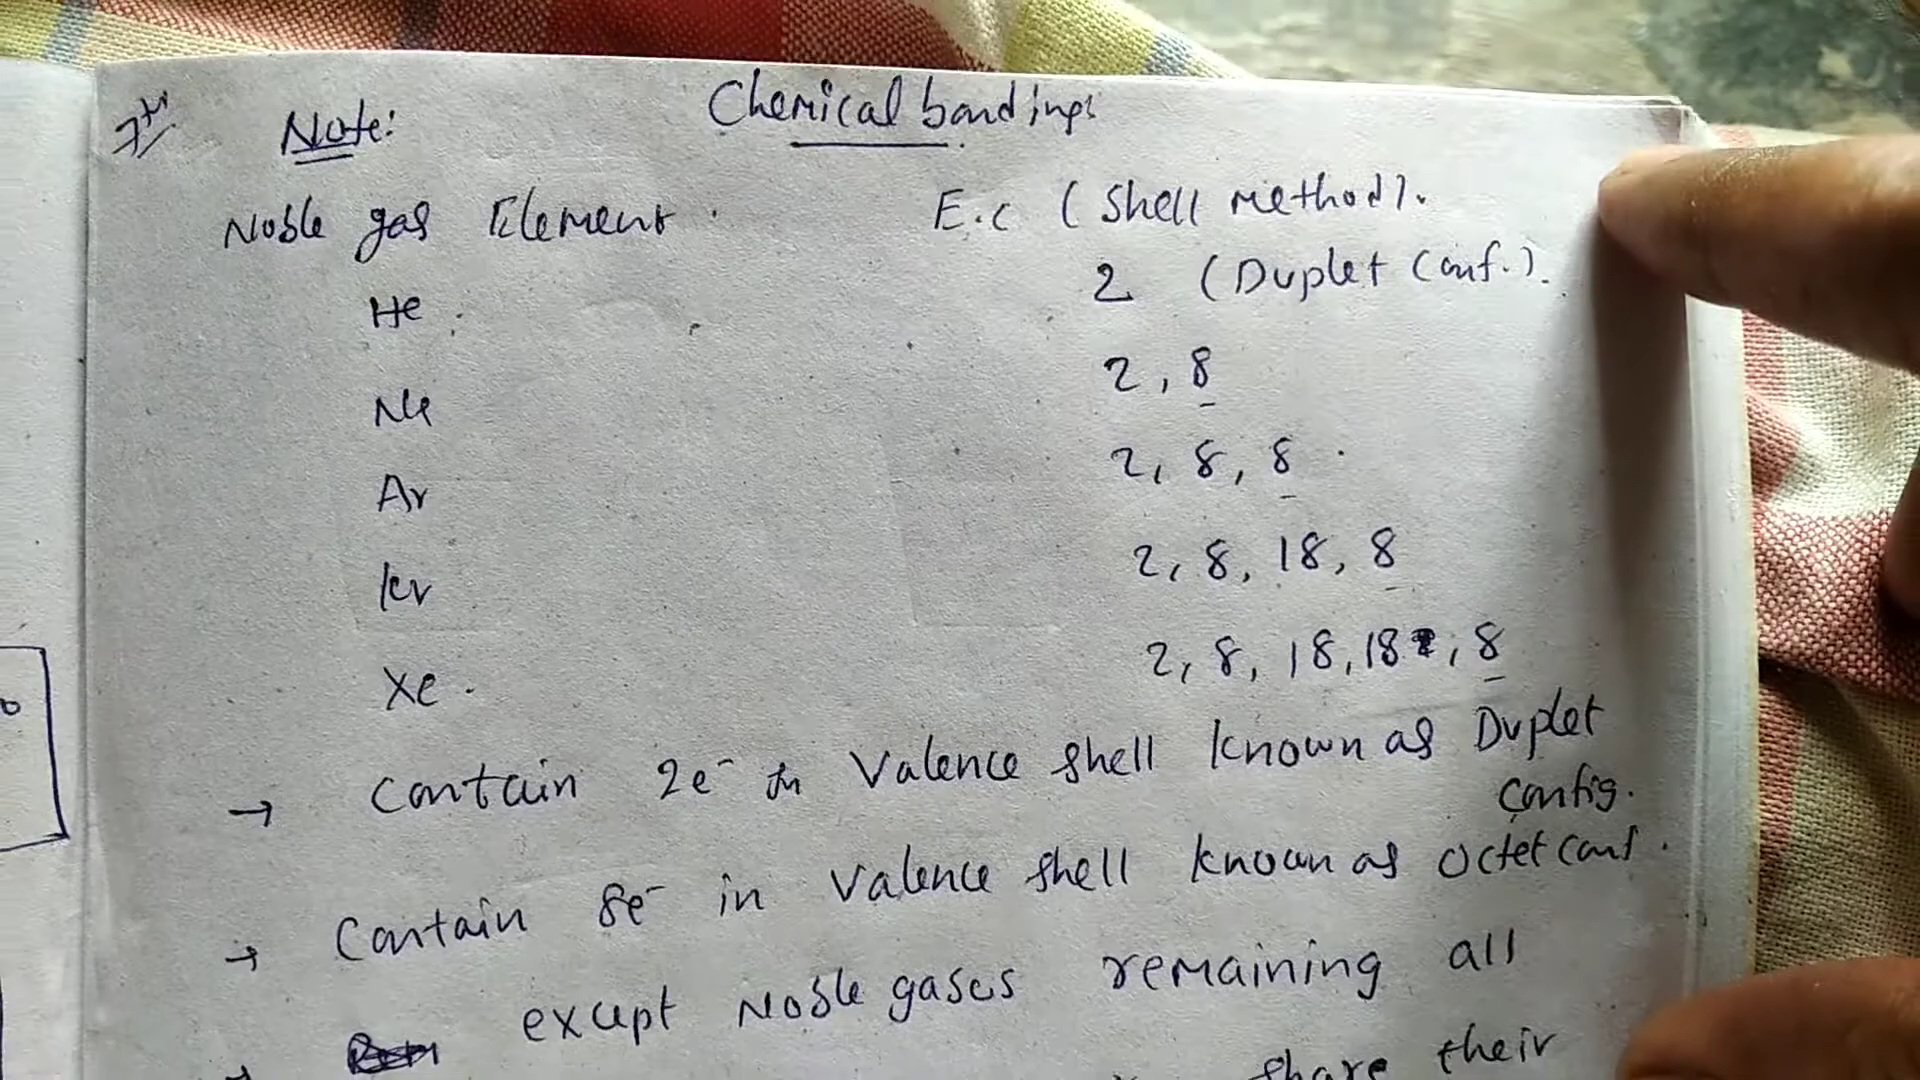 Chemical bondings
Note:
Noble gas Element. E.C (Shell method).
He 2 (Duplet Conf.).
Ne 2, 8
Ar 2, 8, 8
Kr 2, 8, 18, 8
Xe 2, 8, 18, 18, 8
→ Contain 2e⁻ in Valence shell known as Duplet
Config.
→ Contain 8e⁻ in Valence shell known as Octet Conf.
→ except Noble gases remaining all
share their